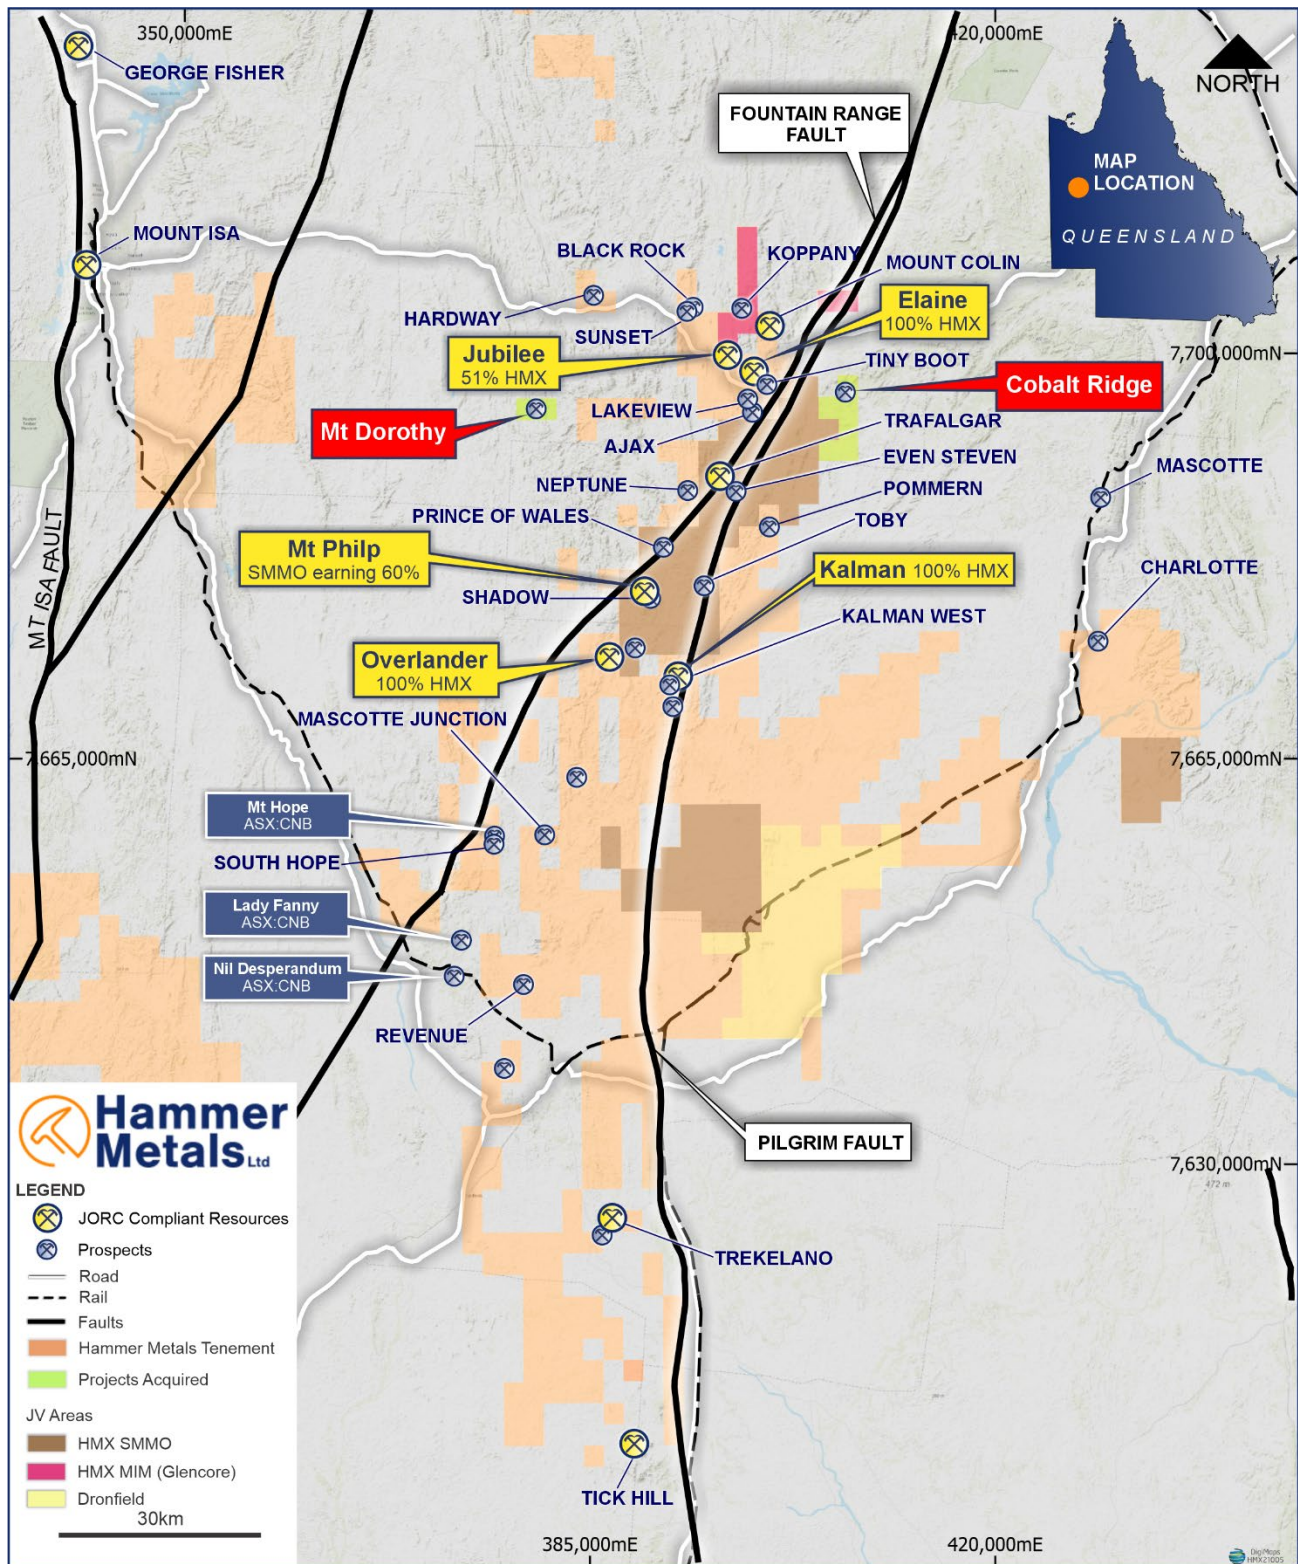 350,000mE
420,000mE
GEORGE FISHER
NORTH
FOUNTAIN RANGE
FAULT
MAP
LOCATION
QUEENSLAND
MOUNT ISA
BLACK ROCK
KOPPANY
MOUNT COLIN
HARDWAY
SUNSET
Elaine
100% HMX
Jubilee
51% HMX
7,700,000mN
TINY BOOT
Cobalt Ridge
LAKEVIEW
Mt Dorothy
AJAX
TRAFALGAR
EVEN STEVEN
MASCOTTE
NEPTUNE
POMMERN
PRINCE OF WALES
TOBY
MT ISA FAULT
Mt Philp
SMMO earning 60%
Kalman 100% HMX
CHARLOTTE
SHADOW
KALMAN WEST
Overlander
100% HMX
MASCOTTE JUNCTION
7,665,000mN
7,665,000mN
Mt Hope
ASX:CNB
SOUTH HOPE
Lady Fanny
ASX:CNB
Nil Desperandum
ASX:CNB
REVENUE
PILGRIM FAULT
7,630,000mN
472 m
TREKELANO
TICK HILL
385,000mE
420,000mE
Hammer
Metals Ltd
LEGEND
JORC Compliant Resources
Prospects
Road
Rail
Faults
Hammer Metals Tenement
Projects Acquired
JV Areas
HMX SMMO
HMX MIM (Glencore)
Dronfield
30km
DigiMaps
HMX2100S